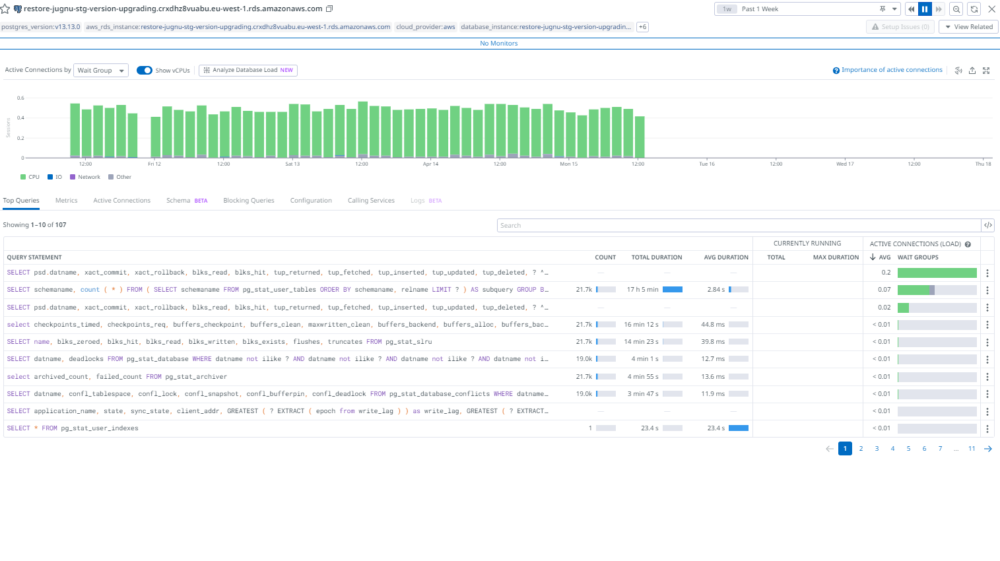 restore-jugnu-stg-version-upgrading.crxdhz8vuabu.eu-west-1.rds.amazonaws.com 1w Past 1 Week
postgres_version:v13.13.0 aws_rds_instance:restore-jugnu-stg-version-upgrading.crxdhz8vuabu.eu-west-1.rds.amazonaws.com cloud_provider:aws database_instance:restore-jugnu-stg-version-upgradin... +6 Setup Issues (0) View Related
No Monitors
Active Connections by Wait Group Show vCPUs Analyze Database Load NEW Importance of active connections
Sessions
0.6
0.4
0.2
0
12:00 Fri 12 12:00 Sat 13 12:00 Apr 14 12:00 Mon 15 12:00 Tue 16 12:00 Wed 17 12:00 Thu 18
CPU IO Network Other
Top Queries Metrics Active Connections Schema BETA Blocking Queries Configuration Calling Services Logs BETA
Showing 1–10 of 107 Search </>
CURRENTLY RUNNING ACTIVE CONNECTIONS (LOAD)
QUERY STATEMENT COUNT TOTAL DURATION AVG DURATION TOTAL MAX DURATION AVG WAIT GROUPS
SELECT psd.datname, xact_commit, xact_rollback, blks_read, blks_hit, tup_returned, tup_fetched, tup_inserted, tup_updated, tup_deleted, ? ^… — — — 0.2
SELECT schemaname, count ( * ) FROM ( SELECT schemaname FROM pg_stat_user_tables ORDER BY schemaname, relname LIMIT ? ) AS subquery GROUP B… 21.7k 17 h 5 min 2.84 s 0.07
SELECT psd.datname, xact_commit, xact_rollback, blks_read, blks_hit, tup_returned, tup_fetched, tup_inserted, tup_updated, tup_deleted, ? ^… — — — 0.02
select checkpoints_timed, checkpoints_req, buffers_checkpoint, buffers_clean, maxwritten_clean, buffers_backend, buffers_alloc, buffers_bac… 21.7k 16 min 12 s 44.8 ms < 0.01
SELECT name, blks_zeroed, blks_hit, blks_read, blks_written, blks_exists, flushes, truncates FROM pg_stat_slru 21.7k 14 min 23 s 39.8 ms < 0.01
SELECT datname, deadlocks FROM pg_stat_database WHERE datname not ilike ? AND datname not ilike ? AND datname not ilike ? AND datname not i… 19.0k 4 min 1 s 12.7 ms < 0.01
select archived_count, failed_count FROM pg_stat_archiver 21.7k 4 min 55 s 13.6 ms < 0.01
SELECT datname, confl_tablespace, confl_lock, confl_snapshot, confl_bufferpin, confl_deadlock FROM pg_stat_database_conflicts WHERE datname… 19.0k 3 min 47 s 11.9 ms < 0.01
SELECT application_name, state, sync_state, client_addr, GREATEST ( ? EXTRACT ( epoch from write_lag ) ) as write_lag, GREATEST ( ? EXTRACT… — — — < 0.01
SELECT * FROM pg_stat_user_indexes 1 23.4 s 23.4 s < 0.01
1 2 3 4 5 6 7 ... 11